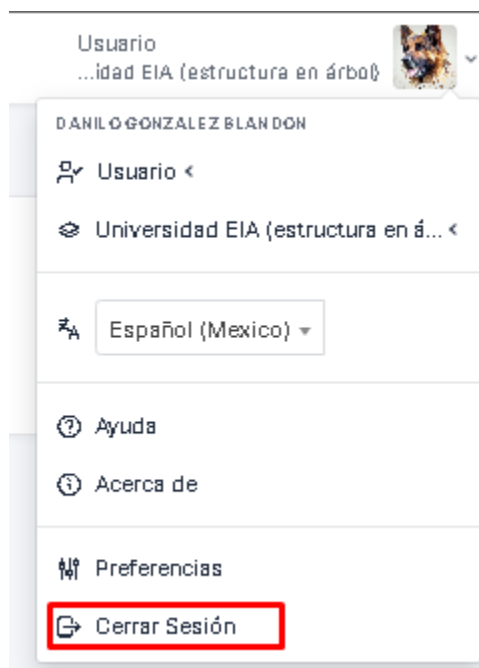 Usuario
...idad EIA (estructura en árbol)
DANILO GONZALEZ BLANDON
Usuario
Universidad EIA (estructura en á...
Español (Mexico)
Ayuda
Acerca de
Preferencias
Cerrar Sesión